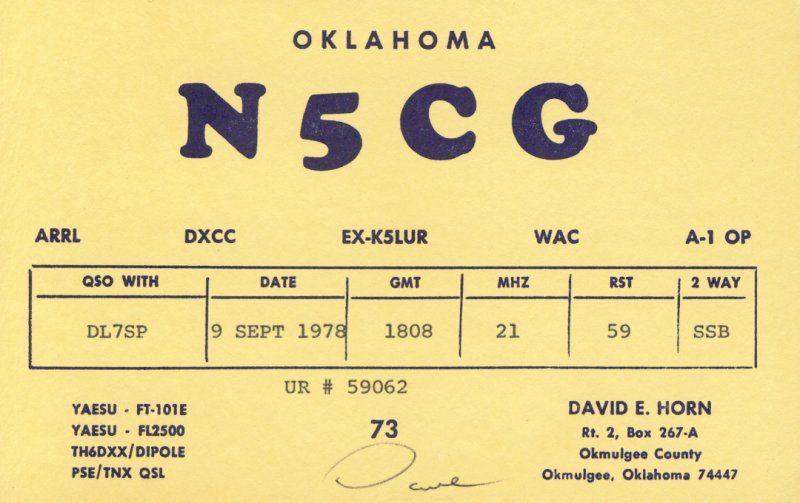 OKLAHOMA
N5CG
ARRL DXCC EX-K5LUR WAC A-1 OP
QSO WITH DATE GMT MHZ RST 2 WAY
DL7SP 9 SEPT 1978 1808 21 59 SSB
UR # 59062
YAESU - FT-101E
YAESU - FL2500
TH6DXX/DIPOLE
PSE/TNX QSL
73
Dave
DAVID E. HORN
Rt. 2, Box 267-A
Okmulgee County
Okmulgee, Oklahoma 74447